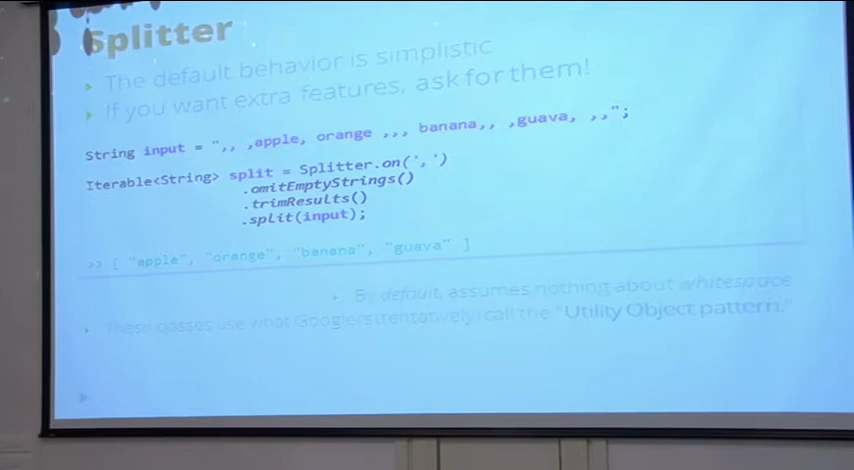 Splitter
The default behavior is simplistic
If you want extra features, ask for them!
String input = ",, ,apple, orange ,,, banana,, ,guava, ,,";
Iterable<String> split = Splitter.on(',')
.omitEmptyStrings()
.trimResults()
.split(input);
>> [ "apple", "orange", "banana", "guava" ]
By default, assumes nothing about whitespace
These classes use what Googlers (tentatively) call the "Utility Object pattern."